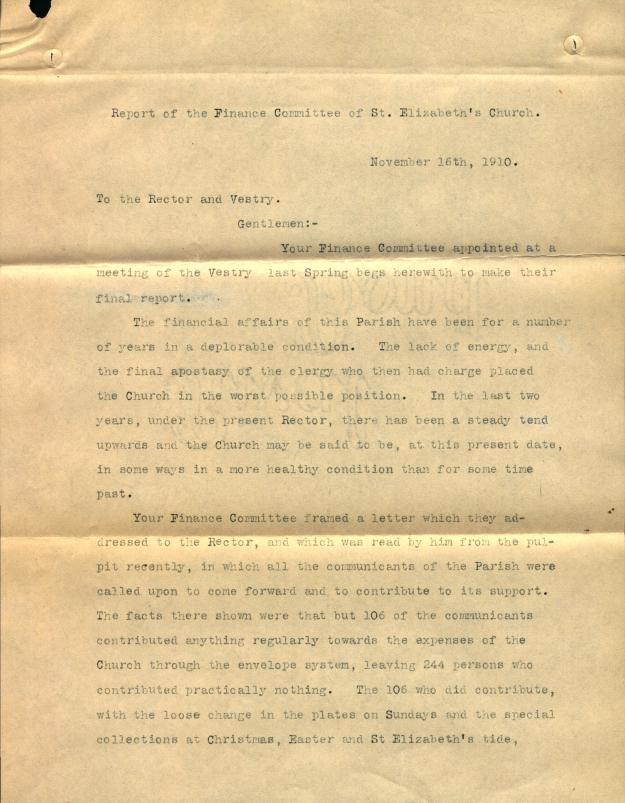 Report of the Finance Committee of St. Elizabeth's Church.
November 16th, 1910.
To the Rector and Vestry.
Gentlemen:-
Your Finance Committee appointed at a
meeting of the Vestry last Spring begs herewith to make their
final report.
The financial affairs of this Parish have been for a number
of years in a deplorable condition. The lack of energy, and
the final apostasy of the clergy who then had charge placed
the Church in the worst possible position. In the last two
years, under the present Rector, there has been a steady tend
upwards and the Church may be said to be, at this present date,
in some ways in a more healthy condition than for some time
past.
Your Finance Committee framed a letter which they ad-
dressed to the Rector, and which was read by him from the pul-
pit recently, in which all the communicants of the Parish were
called upon to come forward and to contribute to its support.
The facts there shown were that but 106 of the communicants
contributed anything regularly towards the expenses of the
Church through the envelope system, leaving 244 persons who
contributed practically nothing. The 106 who did contribute,
with the loose change in the plates on Sundays and the special
collections at Christmas, Easter and St Elizabeth's tide,